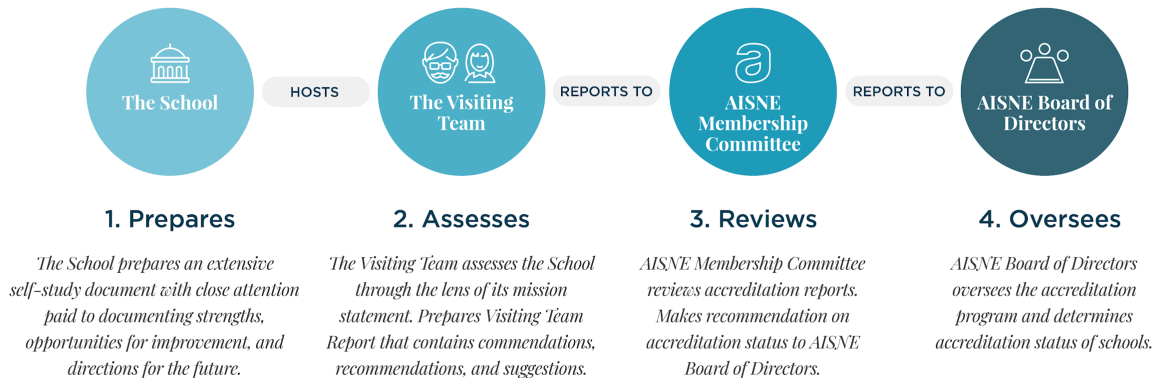 The School
HOSTS
The Visiting
Team
REPORTS TO
a
AISNE
Membership
Committee
REPORTS TO
AISNE Board of
Directors
1. Prepares
The School prepares an extensive
self-study document with close attention
paid to documenting strengths,
opportunities for improvement, and
directions for the future.
2. Assesses
The Visiting Team assesses the School
through the lens of its mission
statement. Prepares Visiting Team
Report that contains commendations,
recommendations, and suggestions.
3. Reviews
AISNE Membership Committee
reviews accreditation reports.
Makes recommendation on
accreditation status to AISNE
Board of Directors.
4. Oversees
AISNE Board of Directors
oversees the accreditation
program and determines
accreditation status of schools.